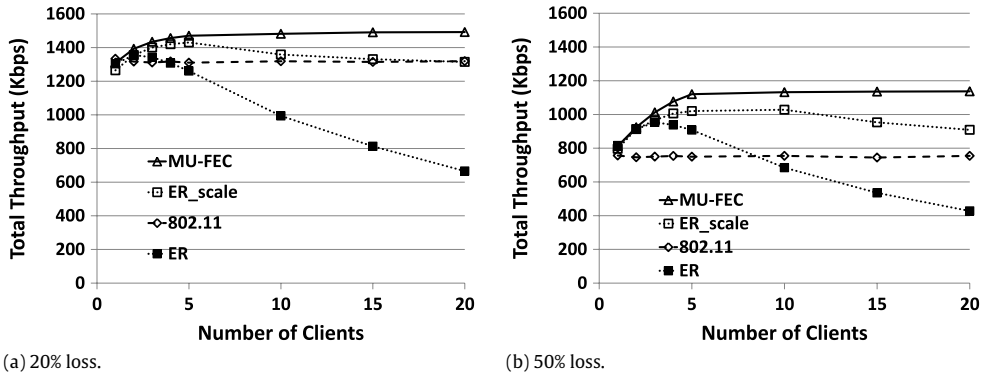 1600
1400
1200
1000
800
600
400
200
0
Total Throughput (Kbps)
MU-FEC
ER_scale
802.11
ER
0 5 10 15 20
Number of Clients
(a) 20% loss.
1600
1400
1200
1000
800
600
400
200
0
Total Throughput (Kbps)
MU-FEC
ER_scale
802.11
ER
0 5 10 15 20
Number of Clients
(b) 50% loss.